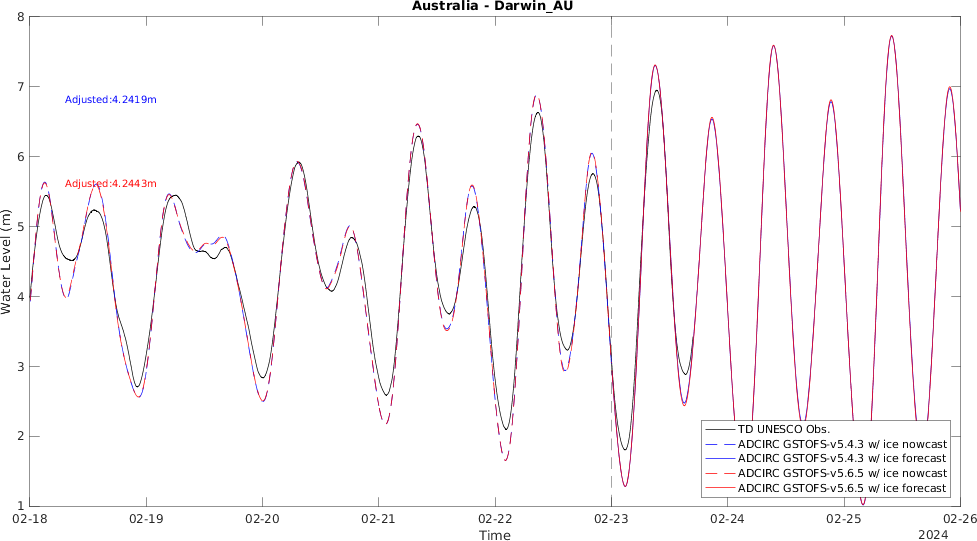 Australia - Darwin_AU
8
7
6
5
4
3
2
1
Water Level (m)
Adjusted:4.2419m
Adjusted:4.2443m
TD UNESCO Obs.
ADCIRC GSTOFS-v5.4.3 w/ ice nowcast
ADCIRC GSTOFS-v5.4.3 w/ ice forecast
ADCIRC GSTOFS-v5.6.5 w/ ice nowcast
ADCIRC GSTOFS-v5.6.5 w/ ice forecast
02-18 02-19 02-20 02-21 02-22 02-23 02-24 02-25 02-26
Time
2024